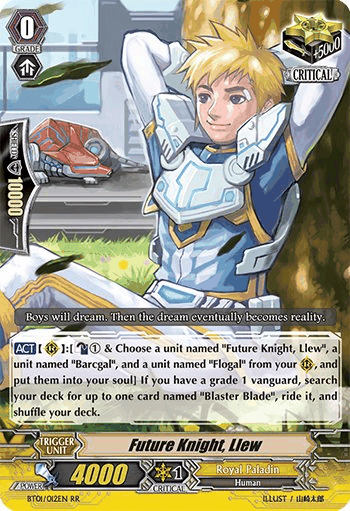 0
GRADE
+5000
CRITICAL
SHIELD
10000
Boys will dream. Then the dream eventually becomes reality.
ACT【 】:[ ① & Choose a unit named "Future Knight, Llew", a
unit named "Barcgal", and a unit named "Flogal" from your , and
put them into your soul] If you have a grade 1 vanguard, search
your deck for up to one card named "Blaster Blade", ride it, and
shuffle your deck.
TRIGGER
UNIT
Future Knight, Llew
POWER
4000
1
CRITICAL
Royal Paladin
Human
BT01/012EN RR
ILLUST / 山崎太郎